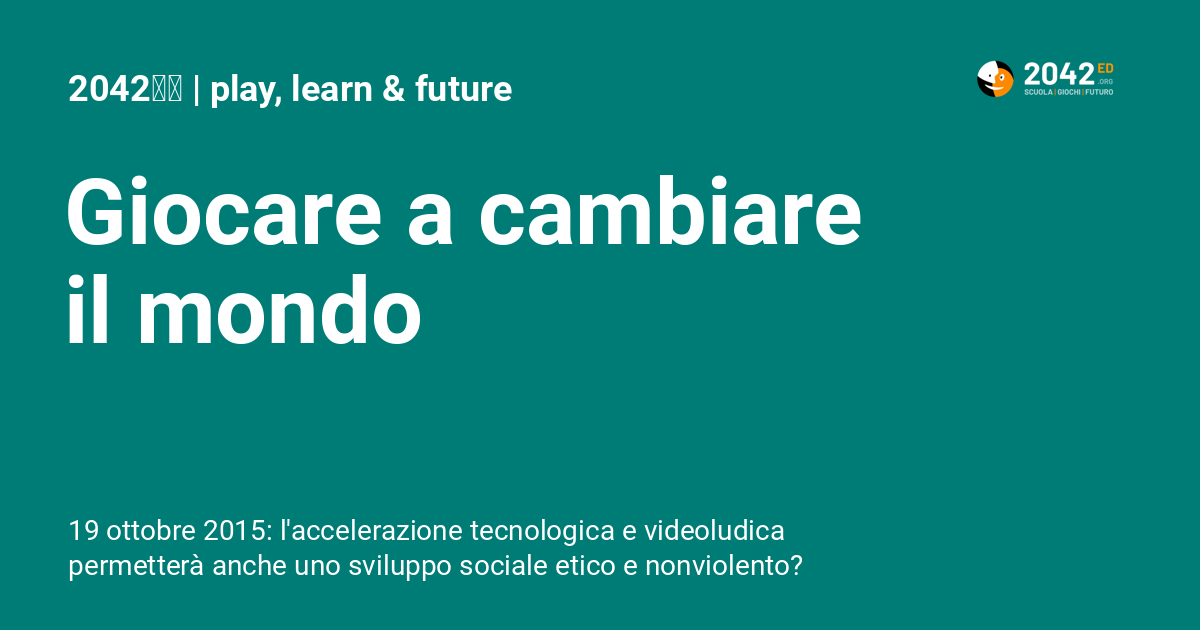 2042 | play, learn & future
2042 ED
.ORG
SCUOLA | GIOCHI | FUTURO
Giocare a cambiare
il mondo
19 ottobre 2015: l'accelerazione tecnologica e videoludica
permetterà anche uno sviluppo sociale etico e nonviolento?